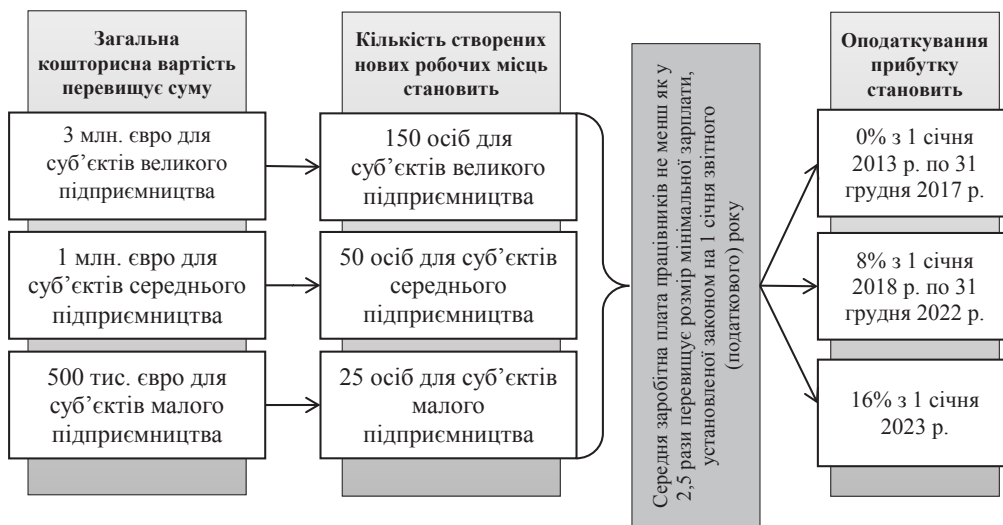 Загальна
кошторисна вартість
перевищує суму
3 млн. євро для
суб’єктів великого
підприємництва
1 млн. євро для
суб’єктів середнього
підприємництва
500 тис. євро для
суб’єктів малого
підприємництва
Кількість створених
нових робочих місць
становить
150 осіб для
суб’єктів великого
підприємництва
50 осіб для суб’єктів
середнього
підприємництва
25 осіб для суб’єктів
малого
підприємництва
Середня заробітна плата працівників не менш як у
2,5 рази перевищує розмір мінімальної зарплати,
установленої законом на 1 січня звітного
(податкового) року
Оподаткування
прибутку
становить
0% з 1 січня
2013 р. по 31
грудня 2017 р.
8% з 1 січня
2018 р. по 31
грудня 2022 р.
16% з 1 січня
2023 р.